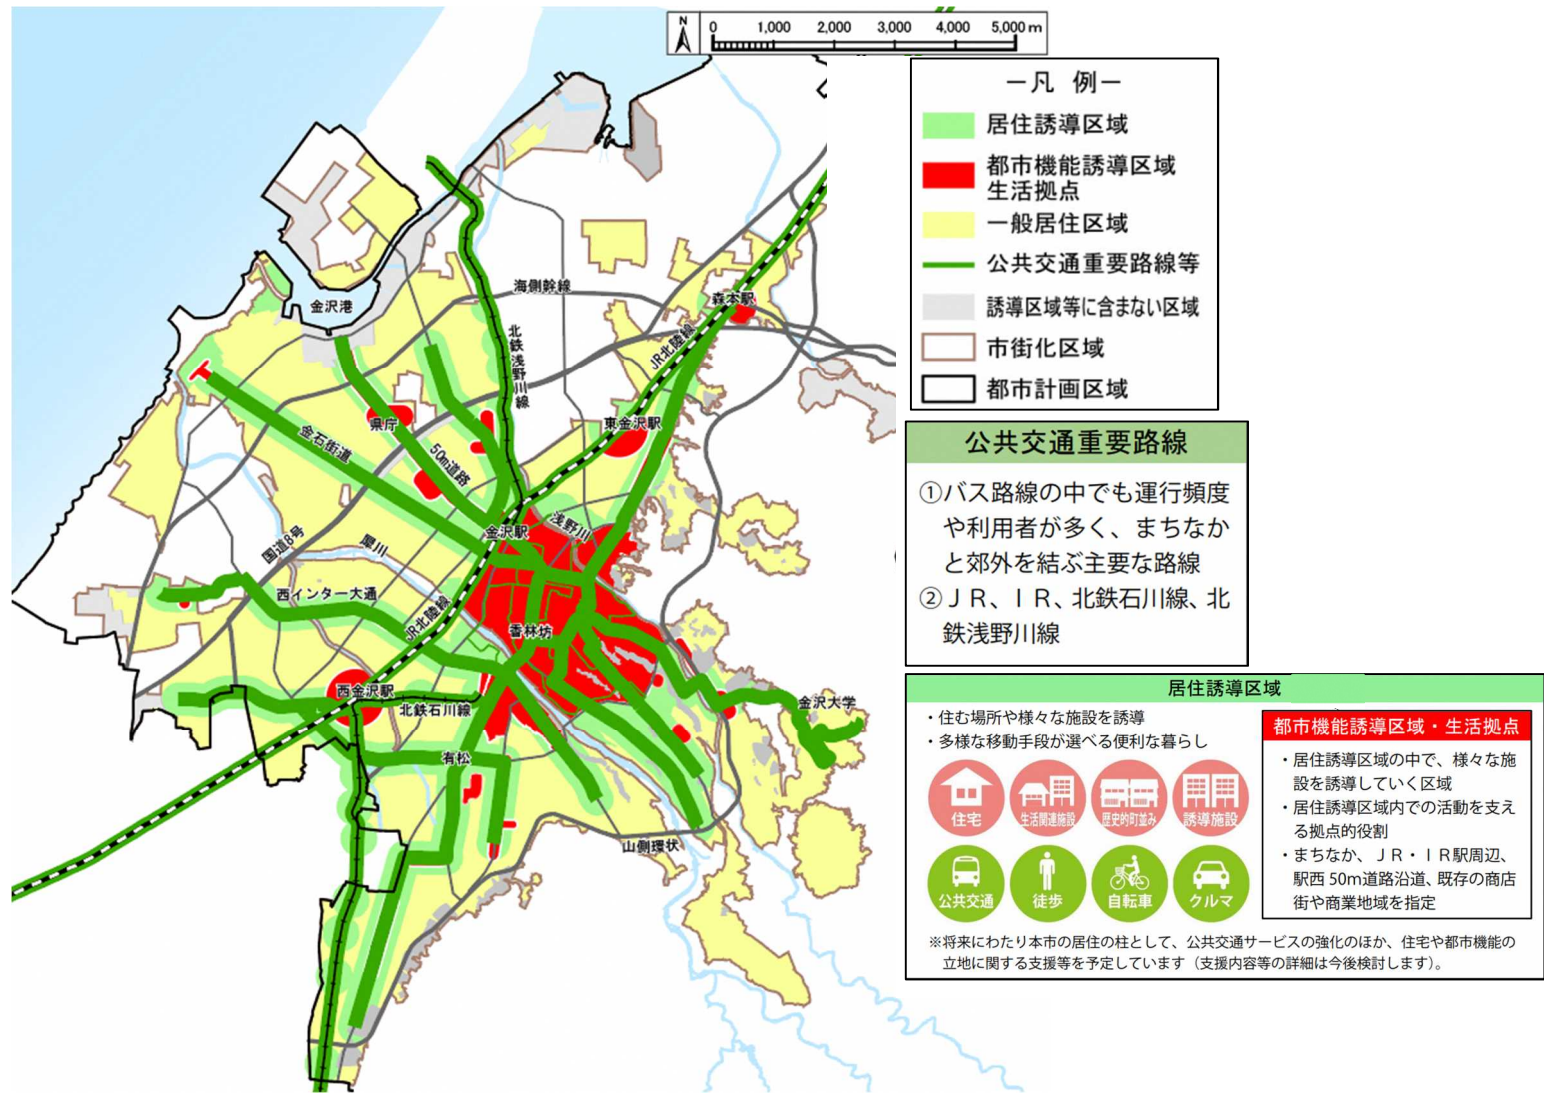 N
0 1,000 2,000 3,000 4,000 5,000 m
－凡 例－
居住誘導区域
都市機能誘導区域
生活拠点
一般居住区域
公共交通重要路線等
誘導区域等に含まない区域
市街化区域
都市計画区域
金沢港
海側幹線
北鉄浅野川線
森本駅
JR北陸線
東金沢駅
県庁
50m道路
金石街道
国道8号
犀川
金沢駅
浅野川
西インター大通
JR北陸線
香林坊
西金沢駅
北鉄石川線
有松
金沢大学
山側環状
公共交通重要路線
①バス路線の中でも運行頻度
や利用者が多く、まちなか
と郊外を結ぶ主要な路線
②ＪＲ、ＩＲ、北鉄石川線、北
鉄浅野川線
居住誘導区域
・住む場所や様々な施設を誘導
・多様な移動手段が選べる便利な暮らし
住宅
生活関連施設
歴史的町並み
誘導施設
公共交通
徒歩
自転車
クルマ
都市機能誘導区域・生活拠点
・居住誘導区域の中で、様々な施
設を誘導していく区域
・居住誘導区域内での活動を支え
る拠点的役割
・まちなか、ＪＲ・ＩＲ駅周辺、
駅西50m道路沿道、既存の商店
街や商業地域を指定
※将来にわたり本市の居住の柱として、公共交通サービスの強化のほか、住宅や都市機能の
立地に関する支援等を予定しています（支援内容等の詳細は今後検討します）。